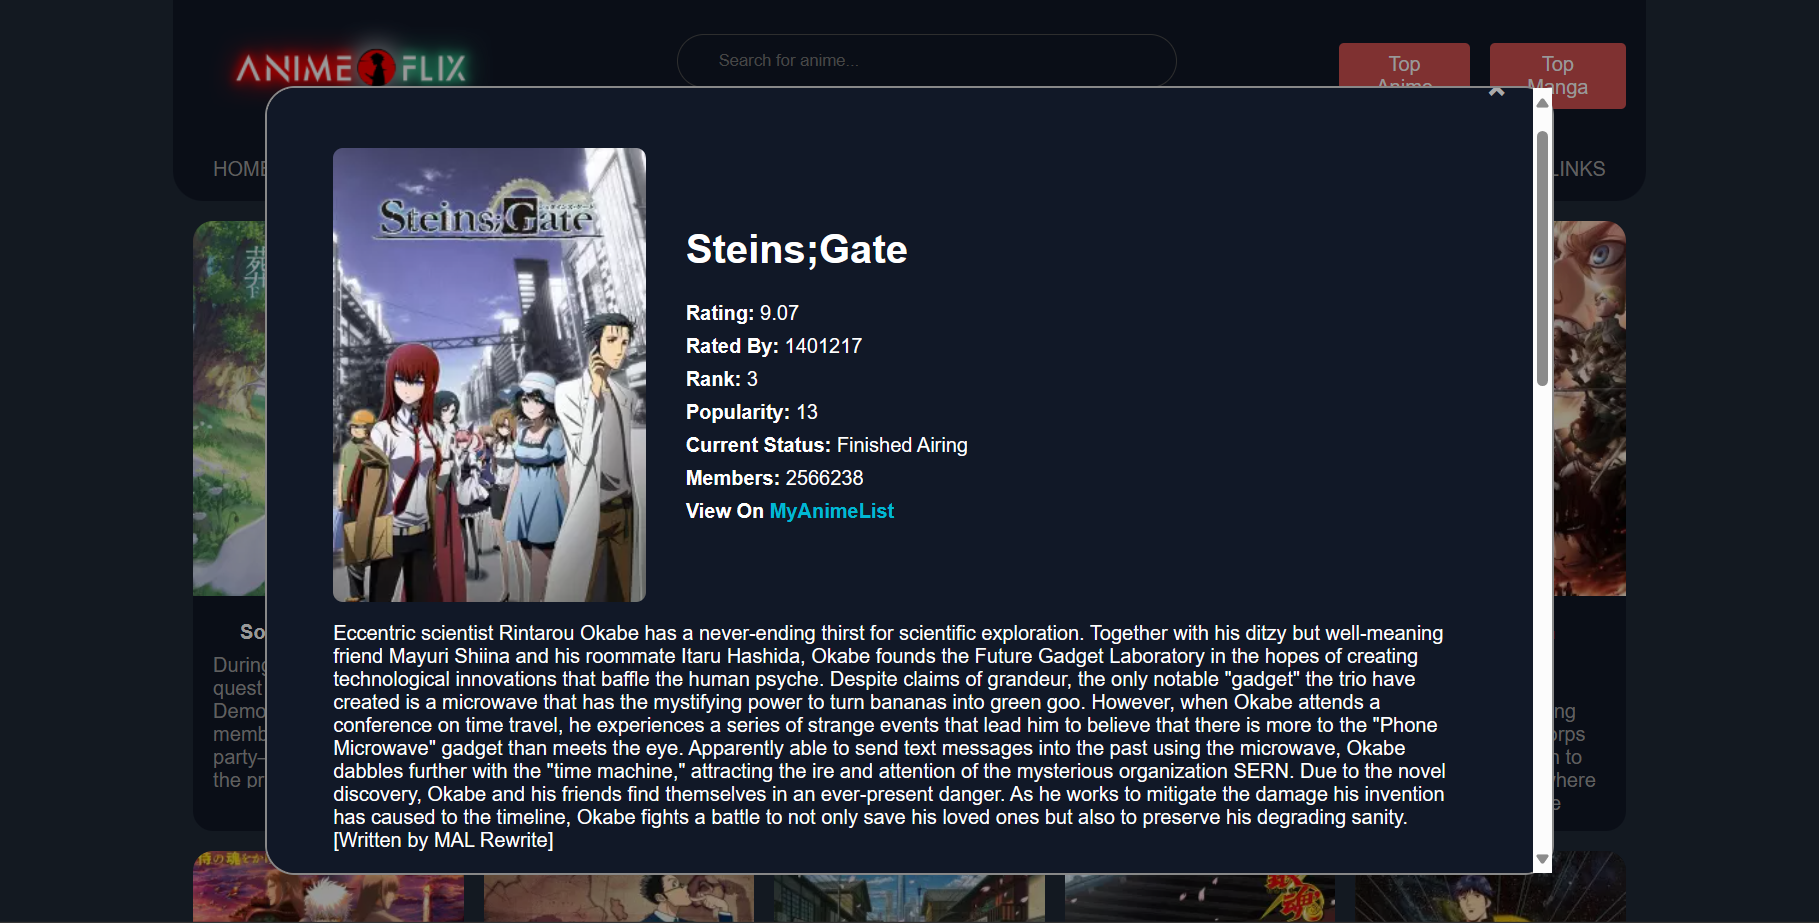 ANIME FLIX
Search for anime...
Top
Anime
Top
Manga
HOME
LINKS
Steins;Gate
Steins;Gate
Rating: 9.07
Rated By: 1401217
Rank: 3
Popularity: 13
Current Status: Finished Airing
Members: 2566238
View On MyAnimeList
Eccentric scientist Rintarou Okabe has a never-ending thirst for scientific exploration. Together with his ditzy but well-meaning
friend Mayuri Shiina and his roommate Itaru Hashida, Okabe founds the Future Gadget Laboratory in the hopes of creating
technological innovations that baffle the human psyche. Despite claims of grandeur, the only notable "gadget" the trio have
created is a microwave that has the mystifying power to turn bananas into green goo. However, when Okabe attends a
conference on time travel, he experiences a series of strange events that lead him to believe that there is more to the "Phone
Microwave" gadget than meets the eye. Apparently able to send text messages into the past using the microwave, Okabe
dabbles further with the "time machine," attracting the ire and attention of the mysterious organization SERN. Due to the novel
discovery, Okabe and his friends find themselves in an ever-present danger. As he works to mitigate the damage his invention
has caused to the timeline, Okabe fights a battle to not only save his loved ones but also to preserve his degrading sanity.
[Written by MAL Rewrite]
So
During
quest
Demo
memb
party-
the pr
ng
orps
n to
here
e